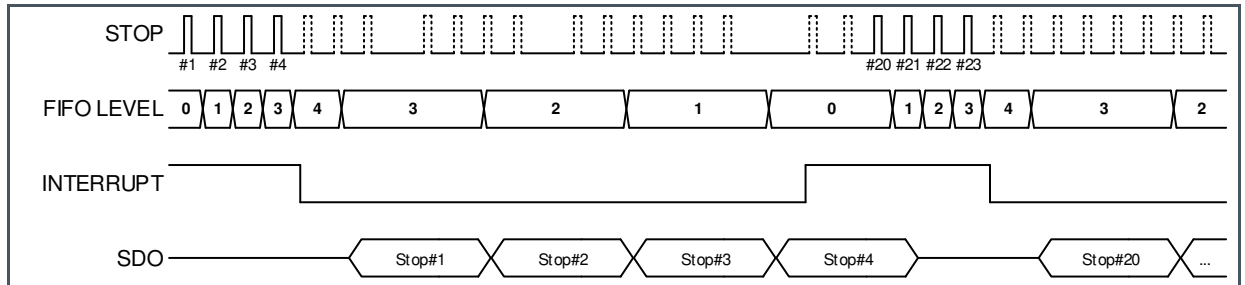 STOP
#1 #2 #3 #4 #20 #21 #22 #23
FIFO LEVEL 0 1 2 3 4 3 2 1 0 1 2 3 4 3 2
INTERRUPT
SDO Stop#1 Stop#2 Stop#3 Stop#4 Stop#20 ...